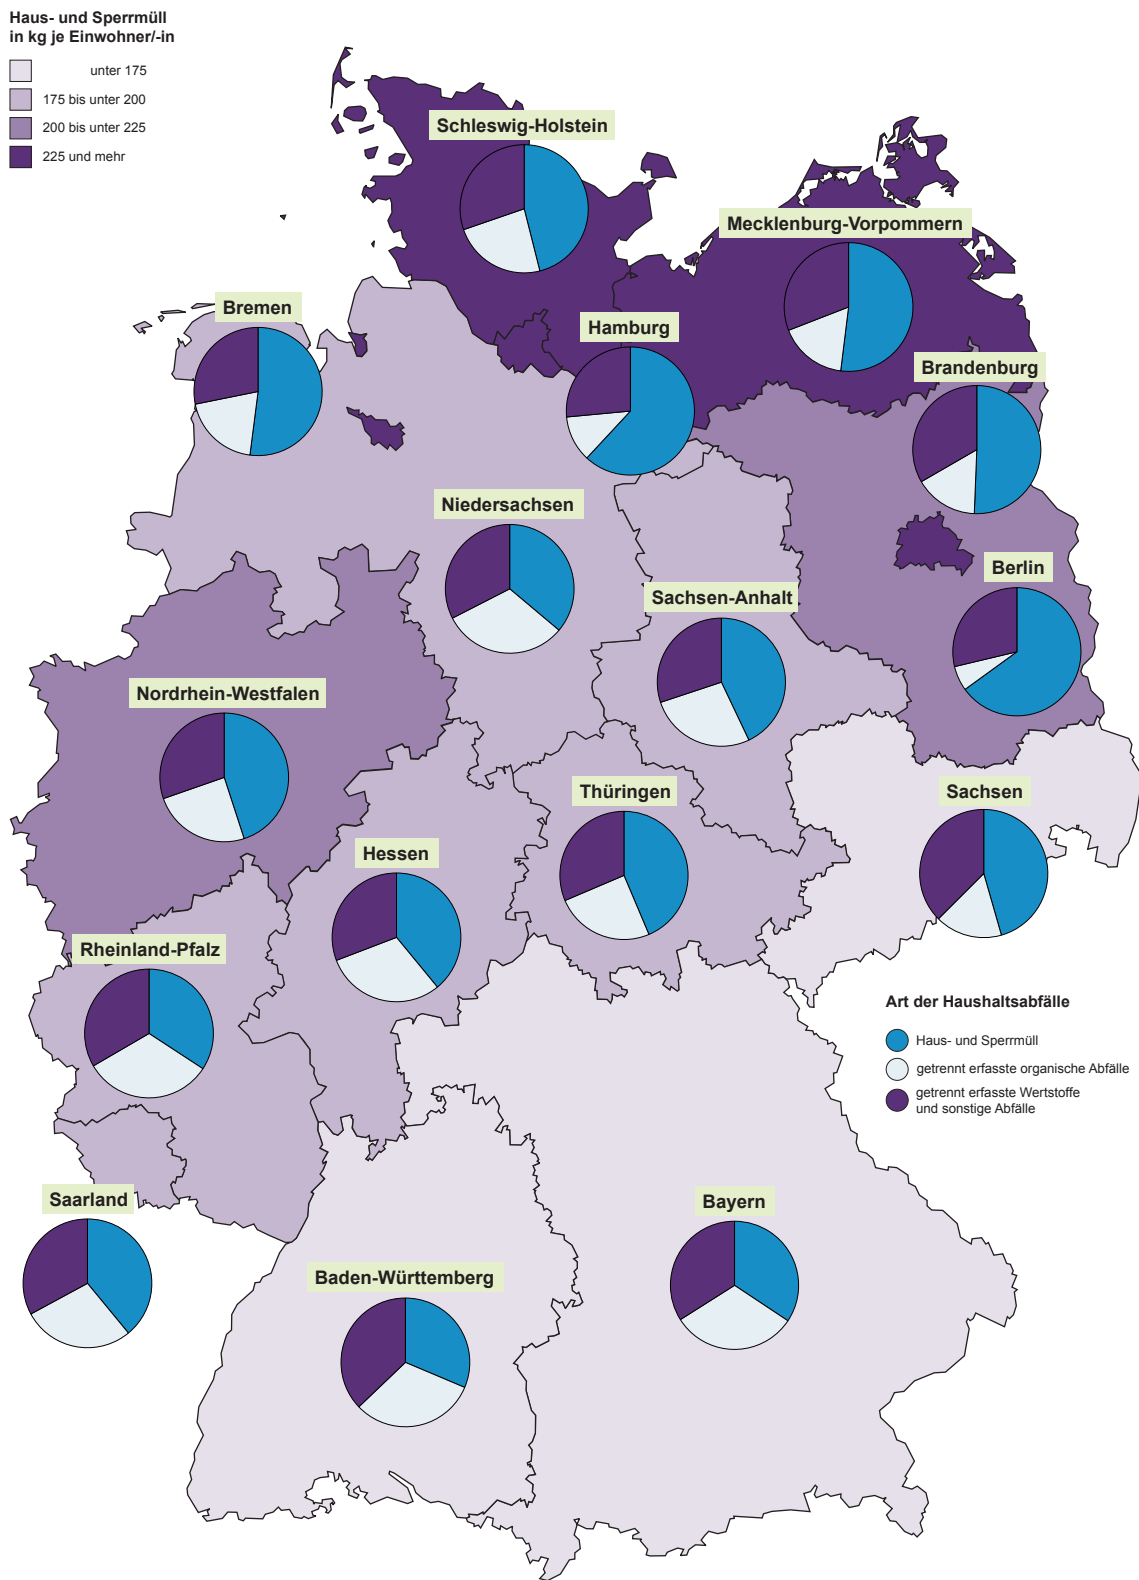 Haus- und Sperrmüll
in kg je Einwohner/-in
unter 175
175 bis unter 200
200 bis unter 225
225 und mehr
Schleswig-Holstein
Mecklenburg-Vorpommern
Bremen
Hamburg
Brandenburg
Niedersachsen
Berlin
Sachsen-Anhalt
Nordrhein-Westfalen
Thüringen
Sachsen
Hessen
Rheinland-Pfalz
Art der Haushaltsabfälle
Haus- und Sperrmüll
getrennt erfasste organische Abfälle
getrennt erfasste Wertstoffe
und sonstige Abfälle
Saarland
Bayern
Baden-Württemberg